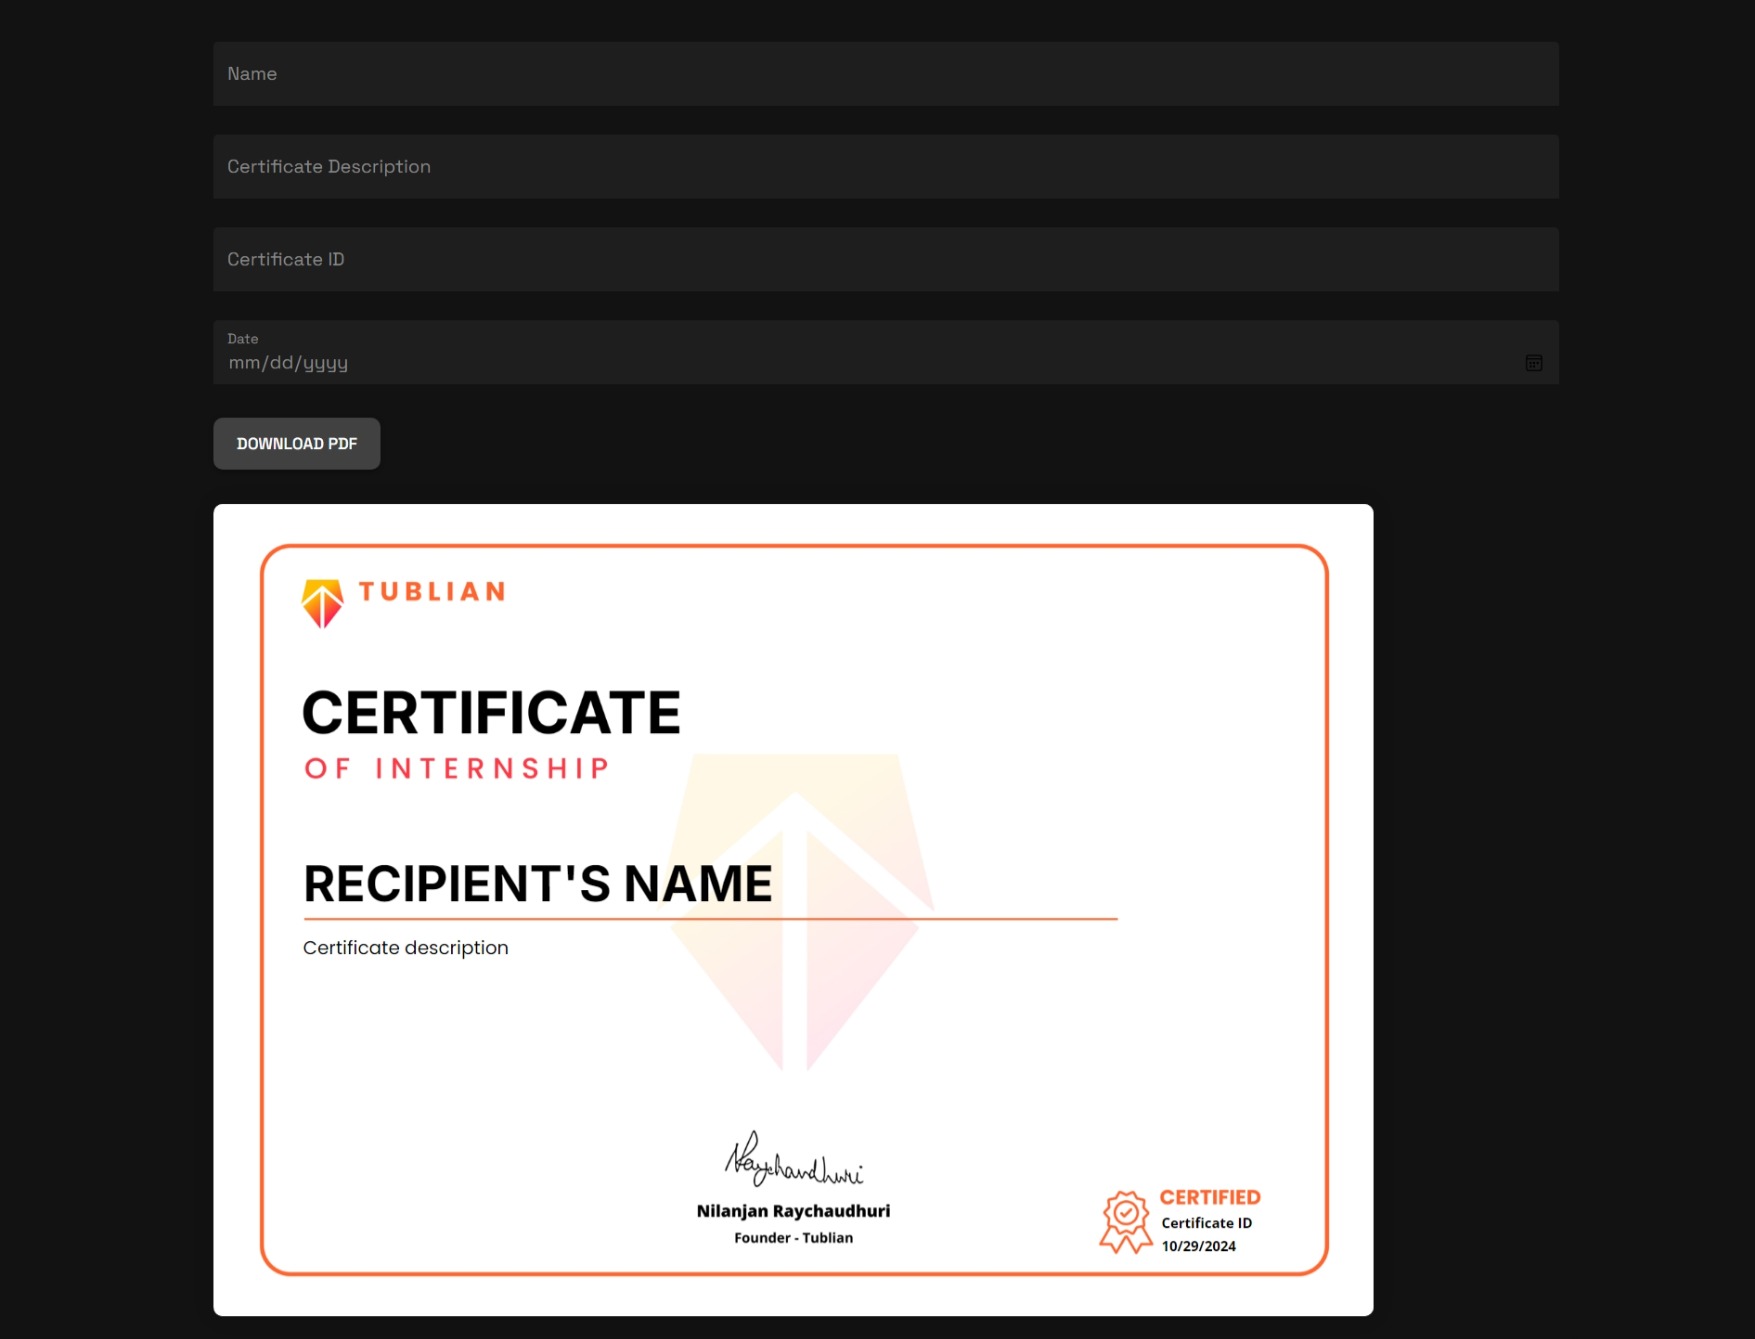 Name
Certificate Description
Certificate ID
Date
mm/dd/yyyy
DOWNLOAD PDF
TUBLIAN
CERTIFICATE
OF INTERNSHIP
RECIPIENT'S NAME
Certificate description
NRaychaudhuri
Nilanjan Raychaudhuri
Founder - Tublian
CERTIFIED
Certificate ID
10/29/2024